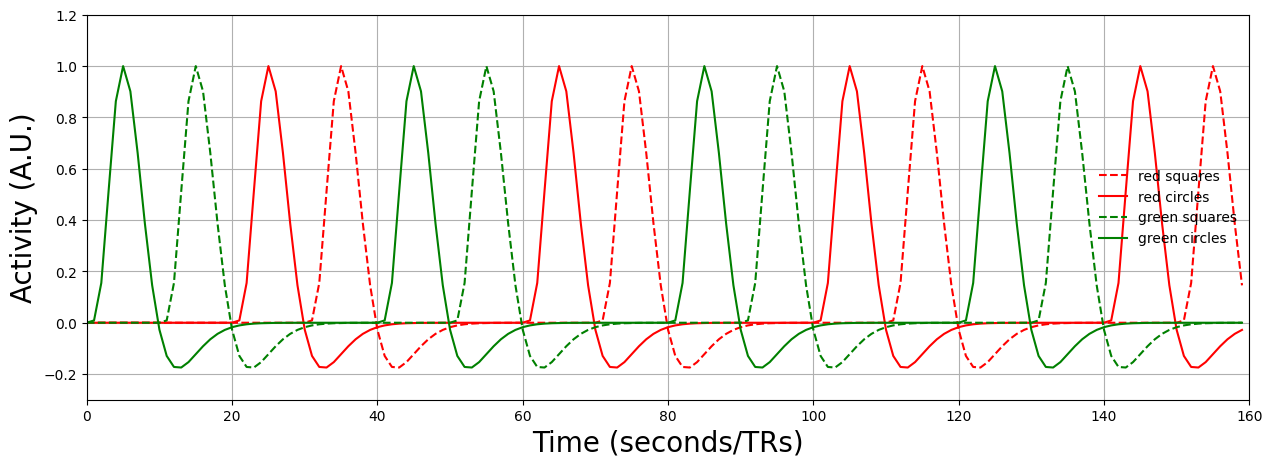 1.2
1.0
0.8
0.6
0.4
0.2
0.0
−0.2
Activity (A.U.)
red squares
red circles
green squares
green circles
0 20 40 60 80 100 120 140 160
Time (seconds/TRs)